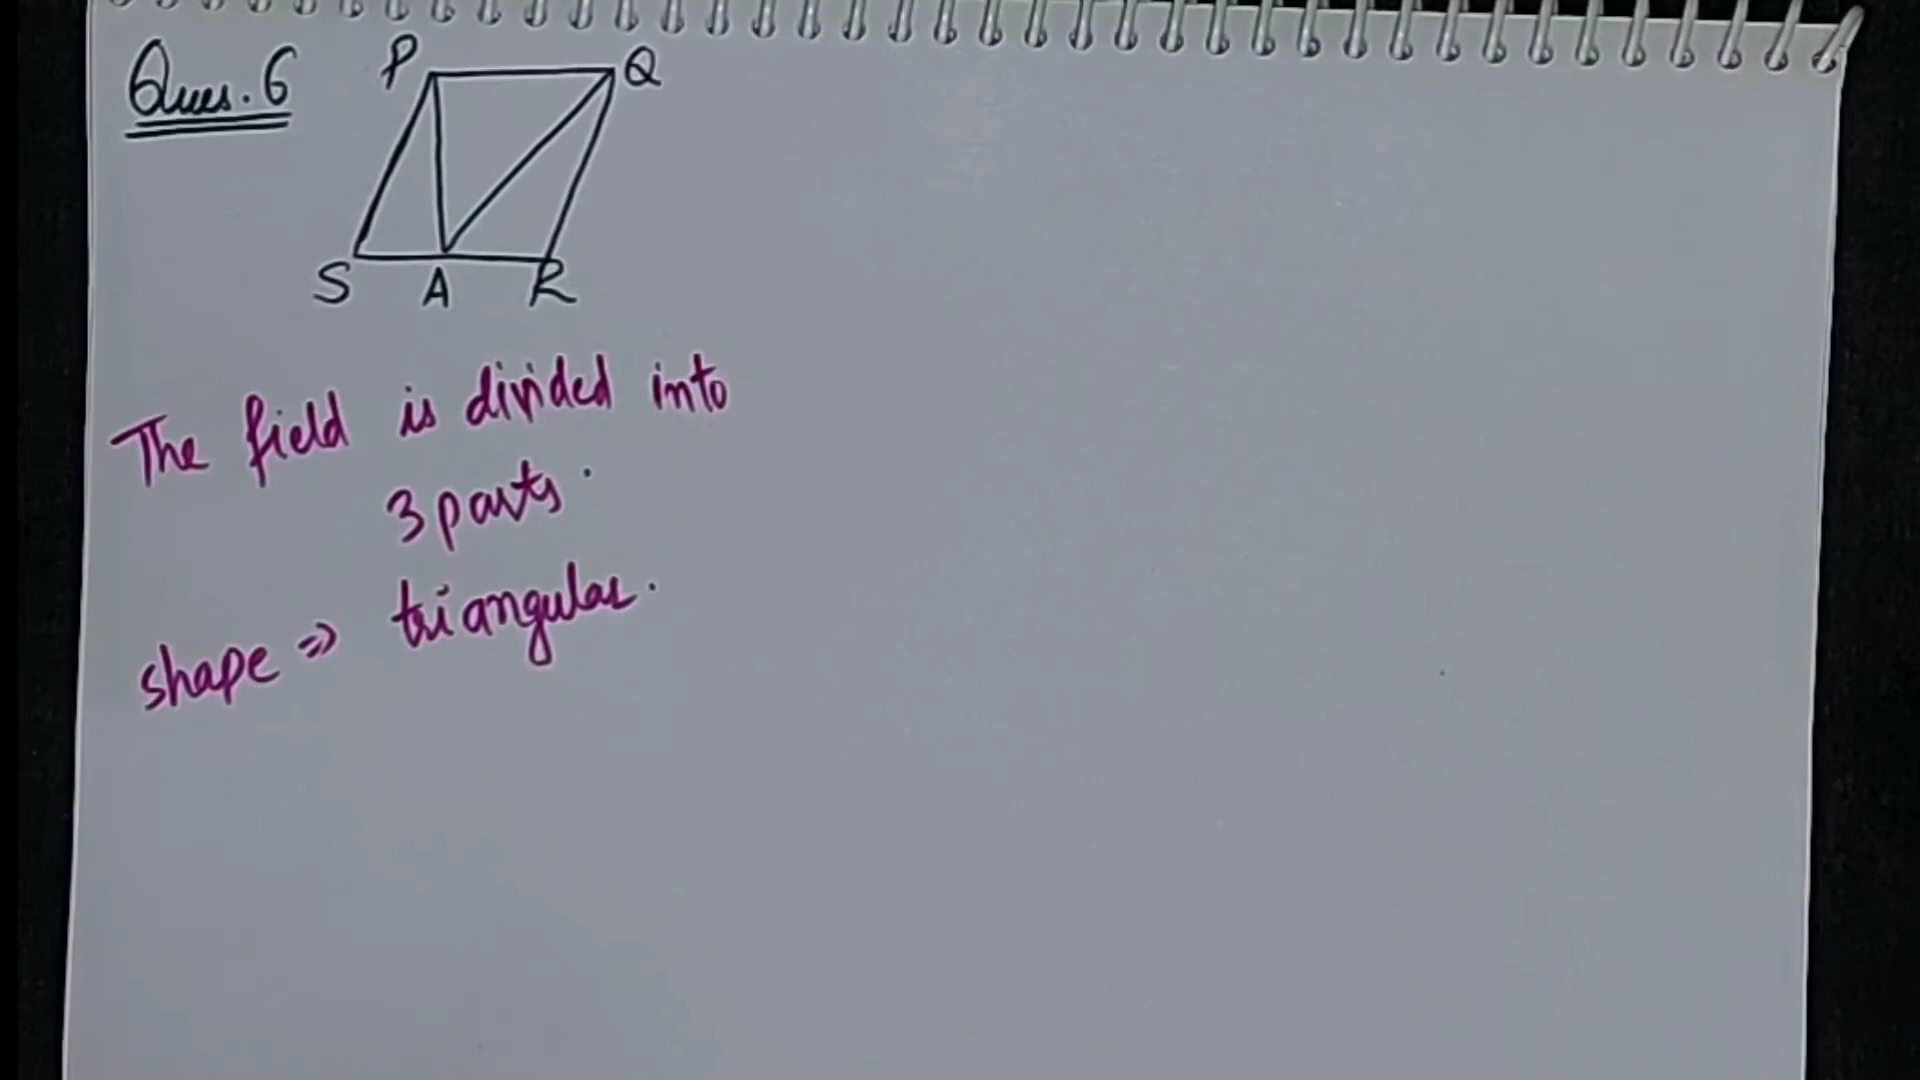 Ques. 6
P Q
S A R
The field is divided into
3 parts.
shape ⇒ triangular.